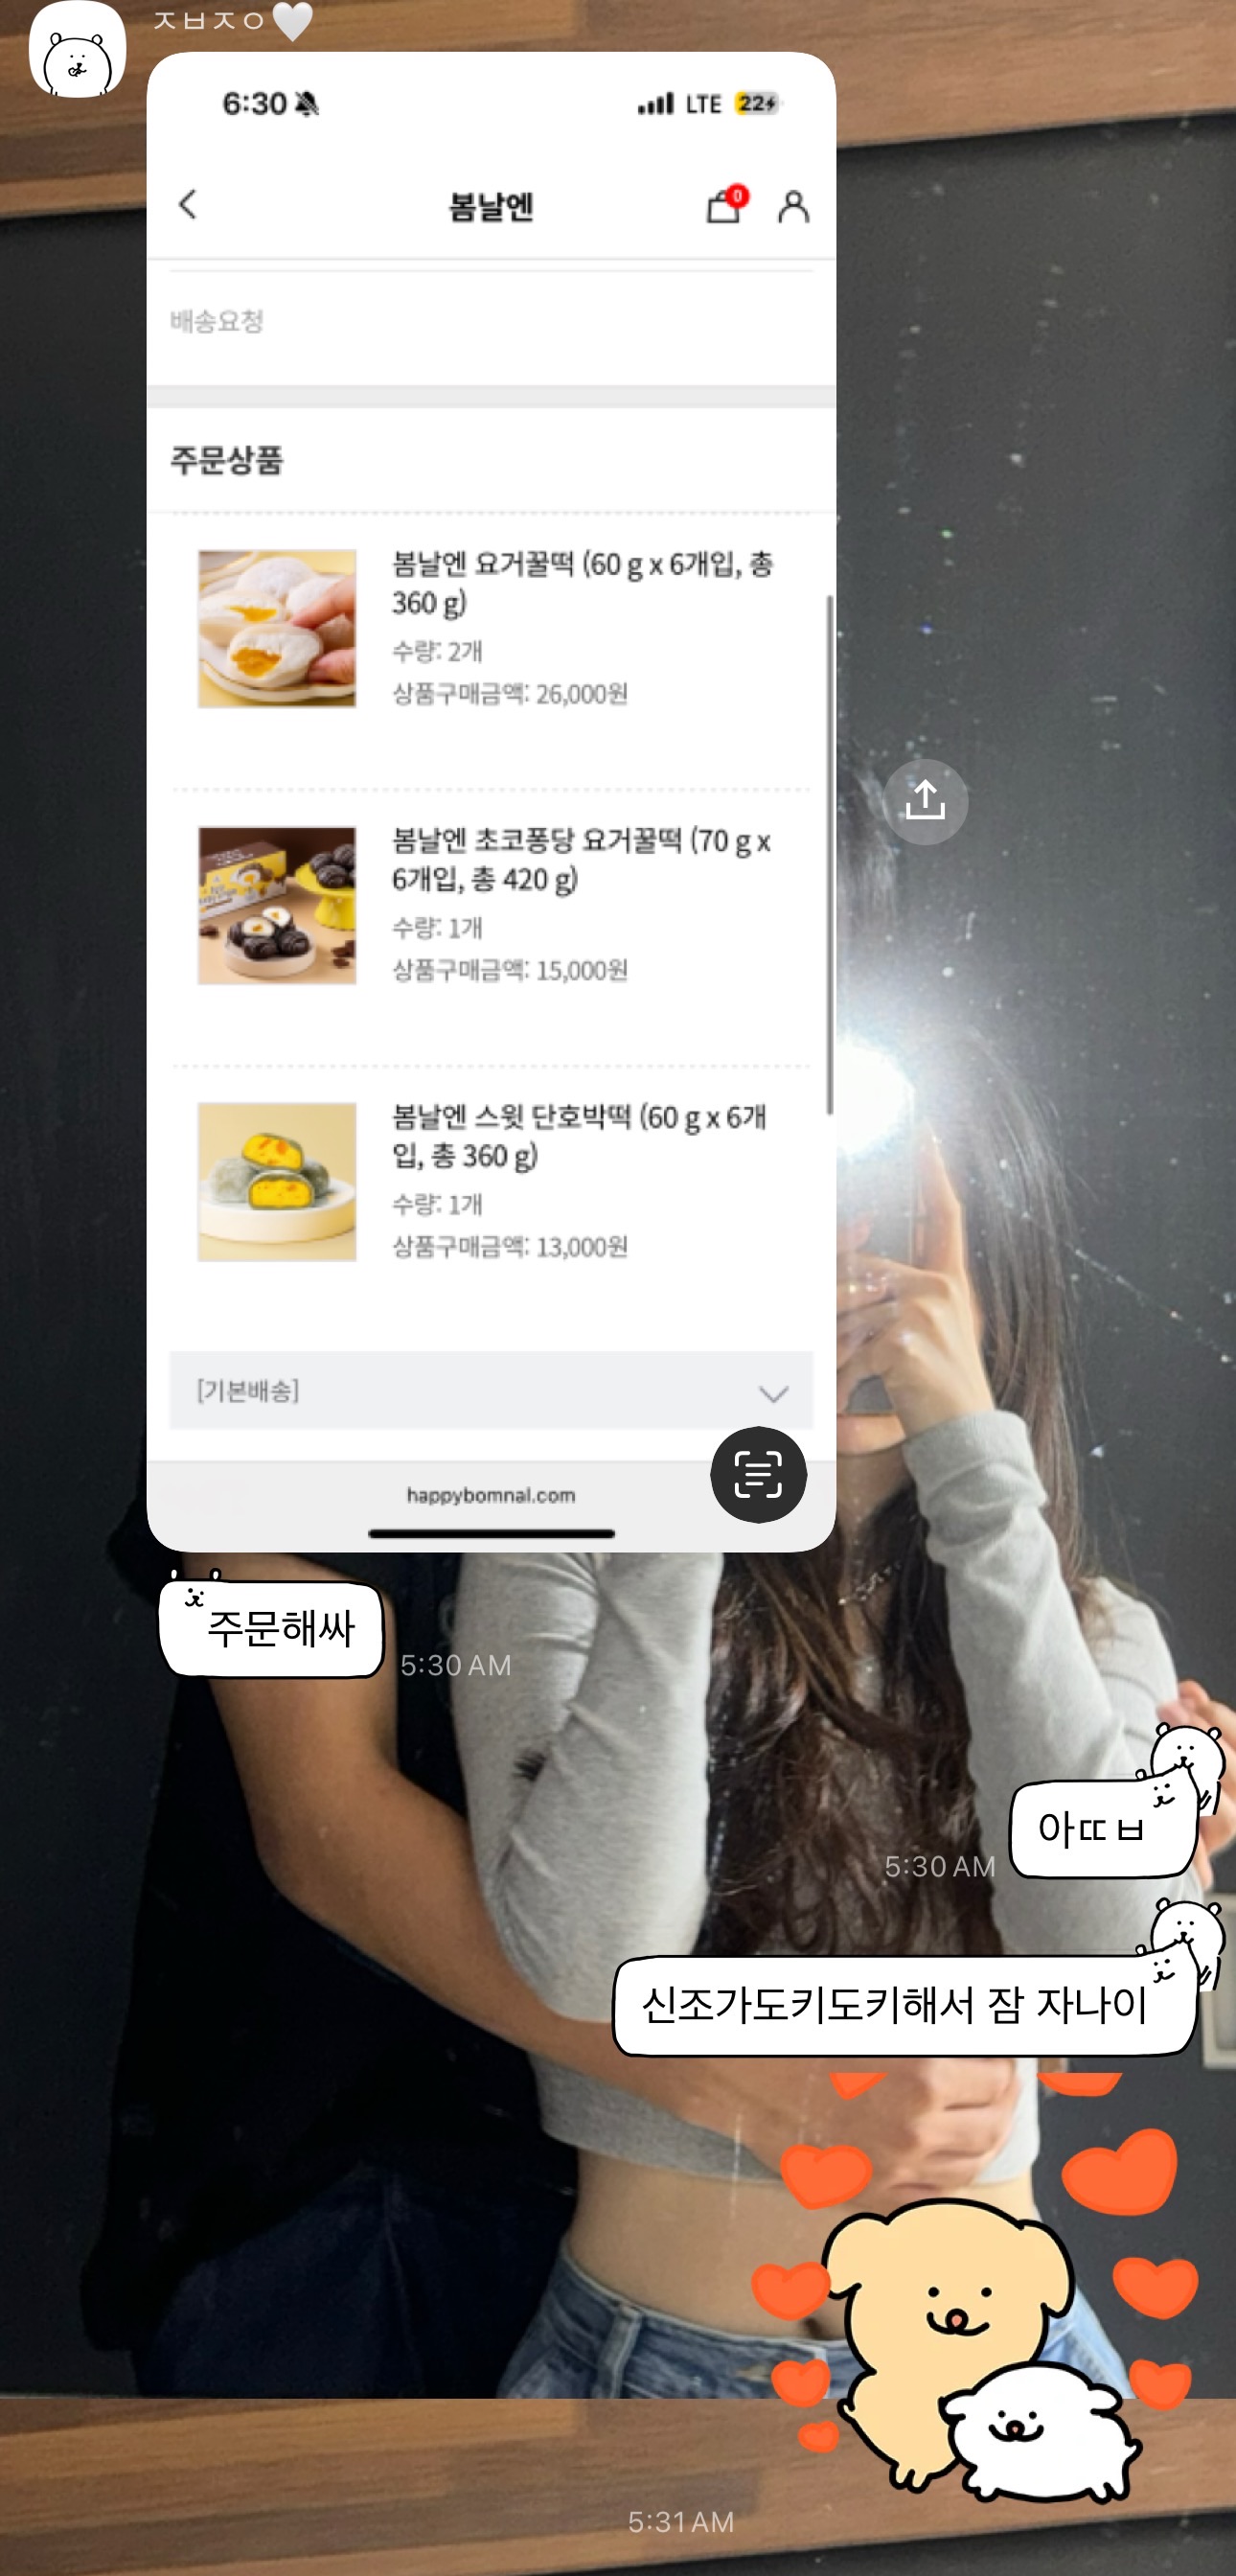 ㅈㅂㅈㅇ🤍
6:30
LTE 22
봄날엔
0
배송요청
주문상품
봄날엔 요거꿀떡 (60 g x 6개입, 총
360 g)
수량: 2개
상품구매금액: 26,000원
봄날엔 초코퐁당 요거꿀떡 (70 g x
6개입, 총 420 g)
수량: 1개
상품구매금액: 15,000원
봄날엔 스윗 단호박떡 (60 g x 6개
입, 총 360 g)
수량: 1개
상품구매금액: 13,000원
[기본배송]
happybomnal.com
주문해싸
5:30 AM
아ㄸㅂ
5:30 AM
신조가도키도키해서 잠 자나이
5:31 AM